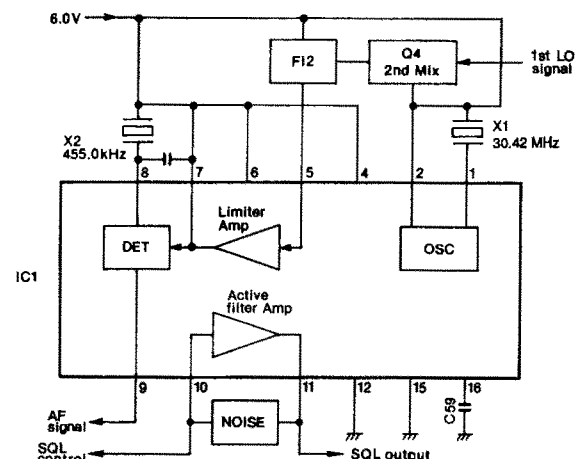 6.0V
FI2
Q4
2nd Mix
1st LO
signal
X2
455.0kHz
X1
30.42 MHz
8
7
6
5
4
2
1
Limiter
Amp
DET
OSC
IC1
Active
filter Amp
9
10
11
12
15
16
C59
AF
signal
NOISE
SQL
control
SQL output